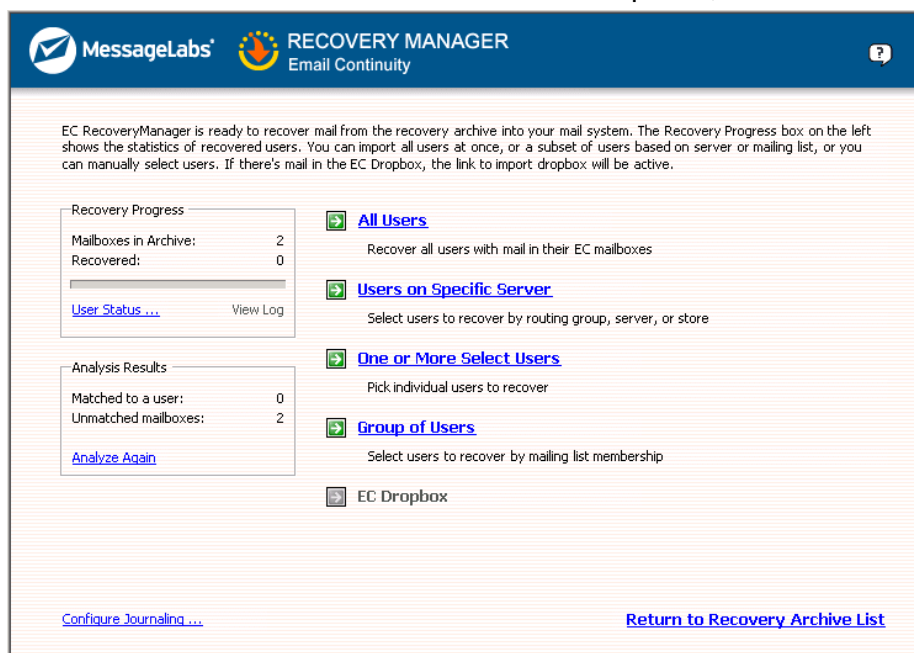 MessageLabs
RECOVERY MANAGER
Email Continuity
?
EC RecoveryManager is ready to recover mail from the recovery archive into your mail system. The Recovery Progress box on the left
shows the statistics of recovered users. You can import all users at once, or a subset of users based on server or mailing list, or you
can manually select users. If there's mail in the EC Dropbox, the link to import dropbox will be active.
Recovery Progress
Mailboxes in Archive: 2
Recovered: 0
User Status ... View Log
Analysis Results
Matched to a user: 0
Unmatched mailboxes: 2
Analyze Again
All Users
Recover all users with mail in their EC mailboxes
Users on Specific Server
Select users to recover by routing group, server, or store
One or More Select Users
Pick individual users to recover
Group of Users
Select users to recover by mailing list membership
EC Dropbox
Configure Journaling ...
Return to Recovery Archive List